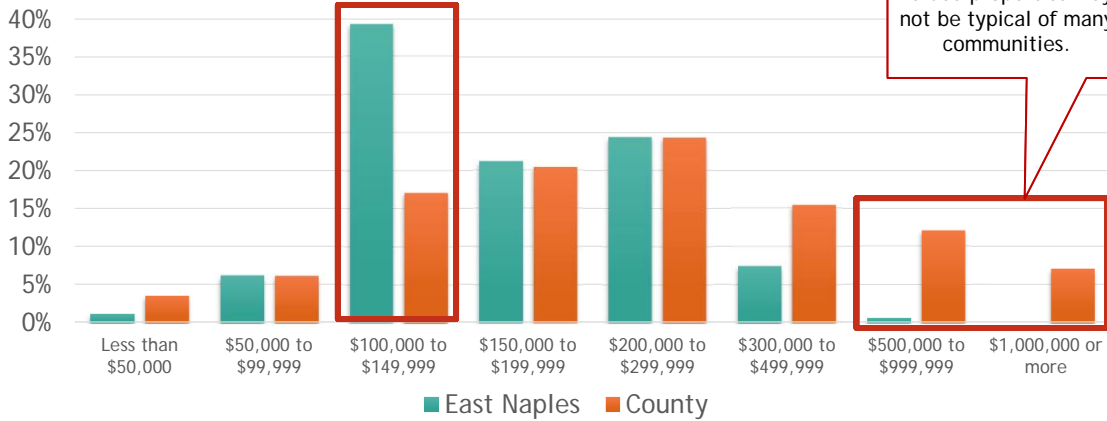 not be typical of many
communities.
40%
35%
30%
25%
20%
15%
10%
5%
0%
Less than
$50,000
$50,000 to
$99,999
$100,000 to
$149,999
$150,000 to
$199,999
$200,000 to
$299,999
$300,000 to
$499,999
$500,000 to
$999,999
$1,000,000 or
more
East Naples
County